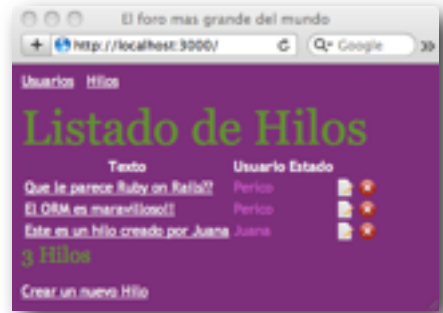 El foro mas grande del mundo
http://localhost:3000/ Google
Usuarios Hilos
Listado de Hilos
Texto Usuario Estado
Que le parece Ruby on Rails?? Perico
El ORM es maravilloso!! Perico
Este es un hilo creado por Juana Juana
3 Hilos
Crear un nuevo Hilo